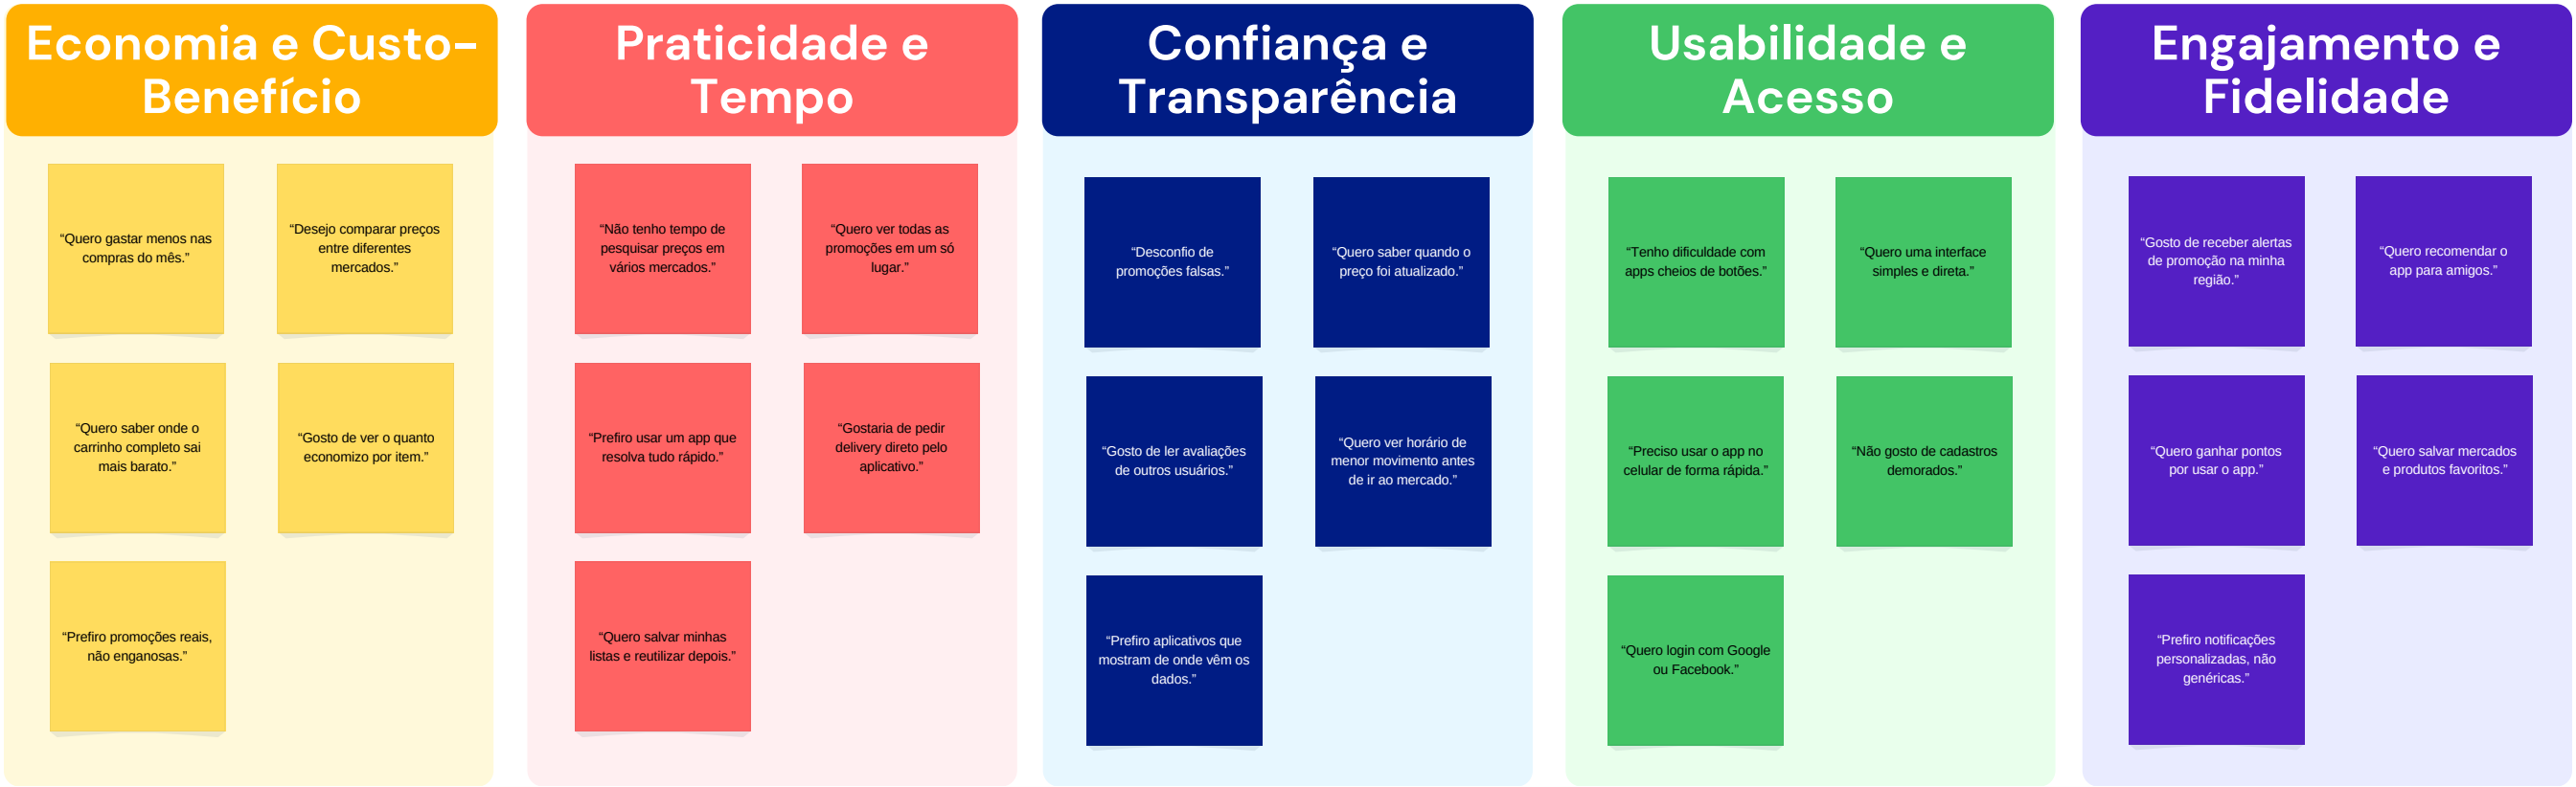 Economia e Custo-
Benefício
“Quero gastar menos nas
compras do mês.”
“Desejo comparar preços
entre diferentes
mercados.”
“Quero saber onde o
carrinho completo sai
mais barato.”
“Gosto de ver o quanto
economizo por item.”
“Prefiro promoções reais,
não enganosas.”
Praticidade e
Tempo
“Não tenho tempo de
pesquisar preços em
vários mercados.”
“Quero ver todas as
promoções em um só
lugar.”
“Prefiro usar um app que
resolva tudo rápido.”
“Gostaria de pedir
delivery direto pelo
aplicativo.”
“Quero salvar minhas
listas e reutilizar depois.”
Confiança e
Transparência
“Desconfio de
promoções falsas.”
“Quero saber quando o
preço foi atualizado.”
“Gosto de ler avaliações
de outros usuários.”
“Quero ver horário de
menor movimento antes
de ir ao mercado.”
“Prefiro aplicativos que
mostram de onde vêm os
dados.”
Usabilidade e
Acesso
“Tenho dificuldade com
apps cheios de botões.”
“Quero uma interface
simples e direta.”
“Preciso usar o app no
celular de forma rápida.”
“Não gosto de cadastros
demorados.”
“Quero login com Google
ou Facebook.”
Engajamento e
Fidelidade
“Gosto de receber alertas
de promoção na minha
região.”
“Quero recomendar o
app para amigos.”
“Quero ganhar pontos
por usar o app.”
“Quero salvar mercados
e produtos favoritos.”
“Prefiro notificações
personalizadas, não
genéricas.”